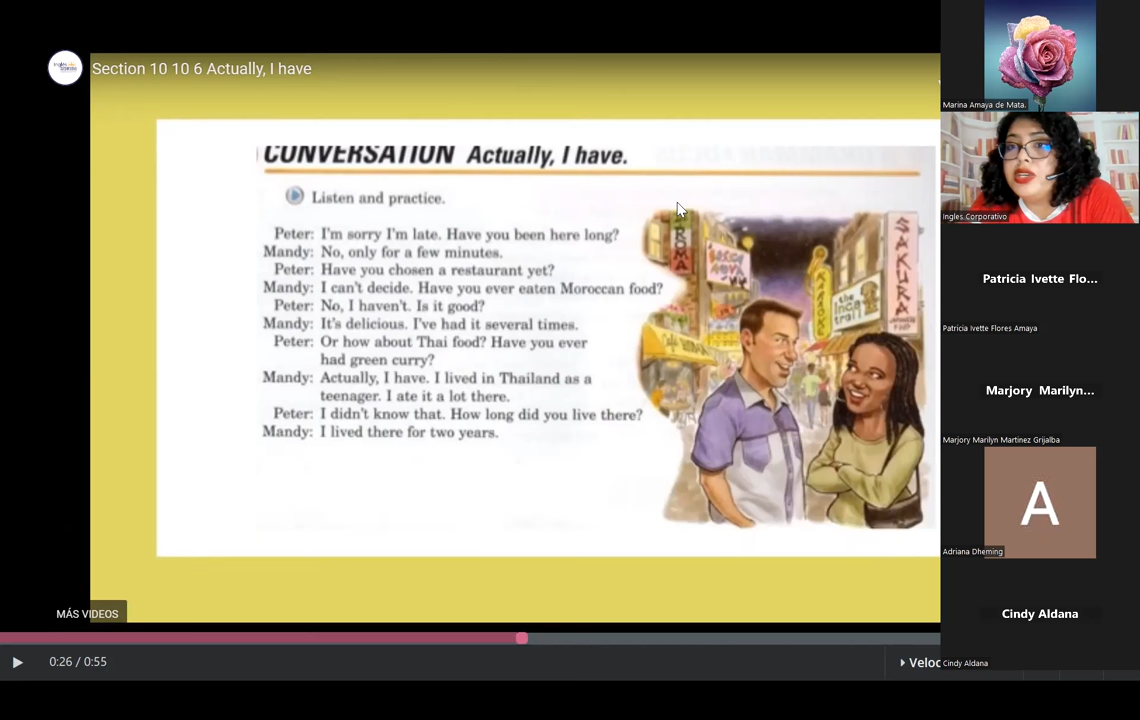 Section 10 10 6 Actually, I have
CONVERSATION Actually, I have.
Listen and practice.
Peter: I'm sorry I'm late. Have you been here long?
Mandy: No, only for a few minutes.
Peter: Have you chosen a restaurant yet?
Mandy: I can't decide. Have you ever eaten Moroccan food?
Peter: No, I haven't. Is it good?
Mandy: It's delicious. I've had it several times.
Peter: Or how about Thai food? Have you ever
had green curry?
Mandy: Actually, I have. I lived in Thailand as a
teenager. I ate it a lot there.
Peter: I didn't know that. How long did you live there?
Mandy: I lived there for two years.
ROMA
BOSSA
NOVA
KARAOKE
the
Inca
trail
SAKURA
MÁS VIDEOS
0:26 / 0:55
Veloc
Marina Amaya de Mata.
Ingles Corporativo
Patricia Ivette Flo...
Patricia Ivette Flores Amaya
Marjory Marilyn...
Marjory Marilyn Martinez Grijalba
A
Adriana Dheming
Cindy Aldana
Cindy Aldana